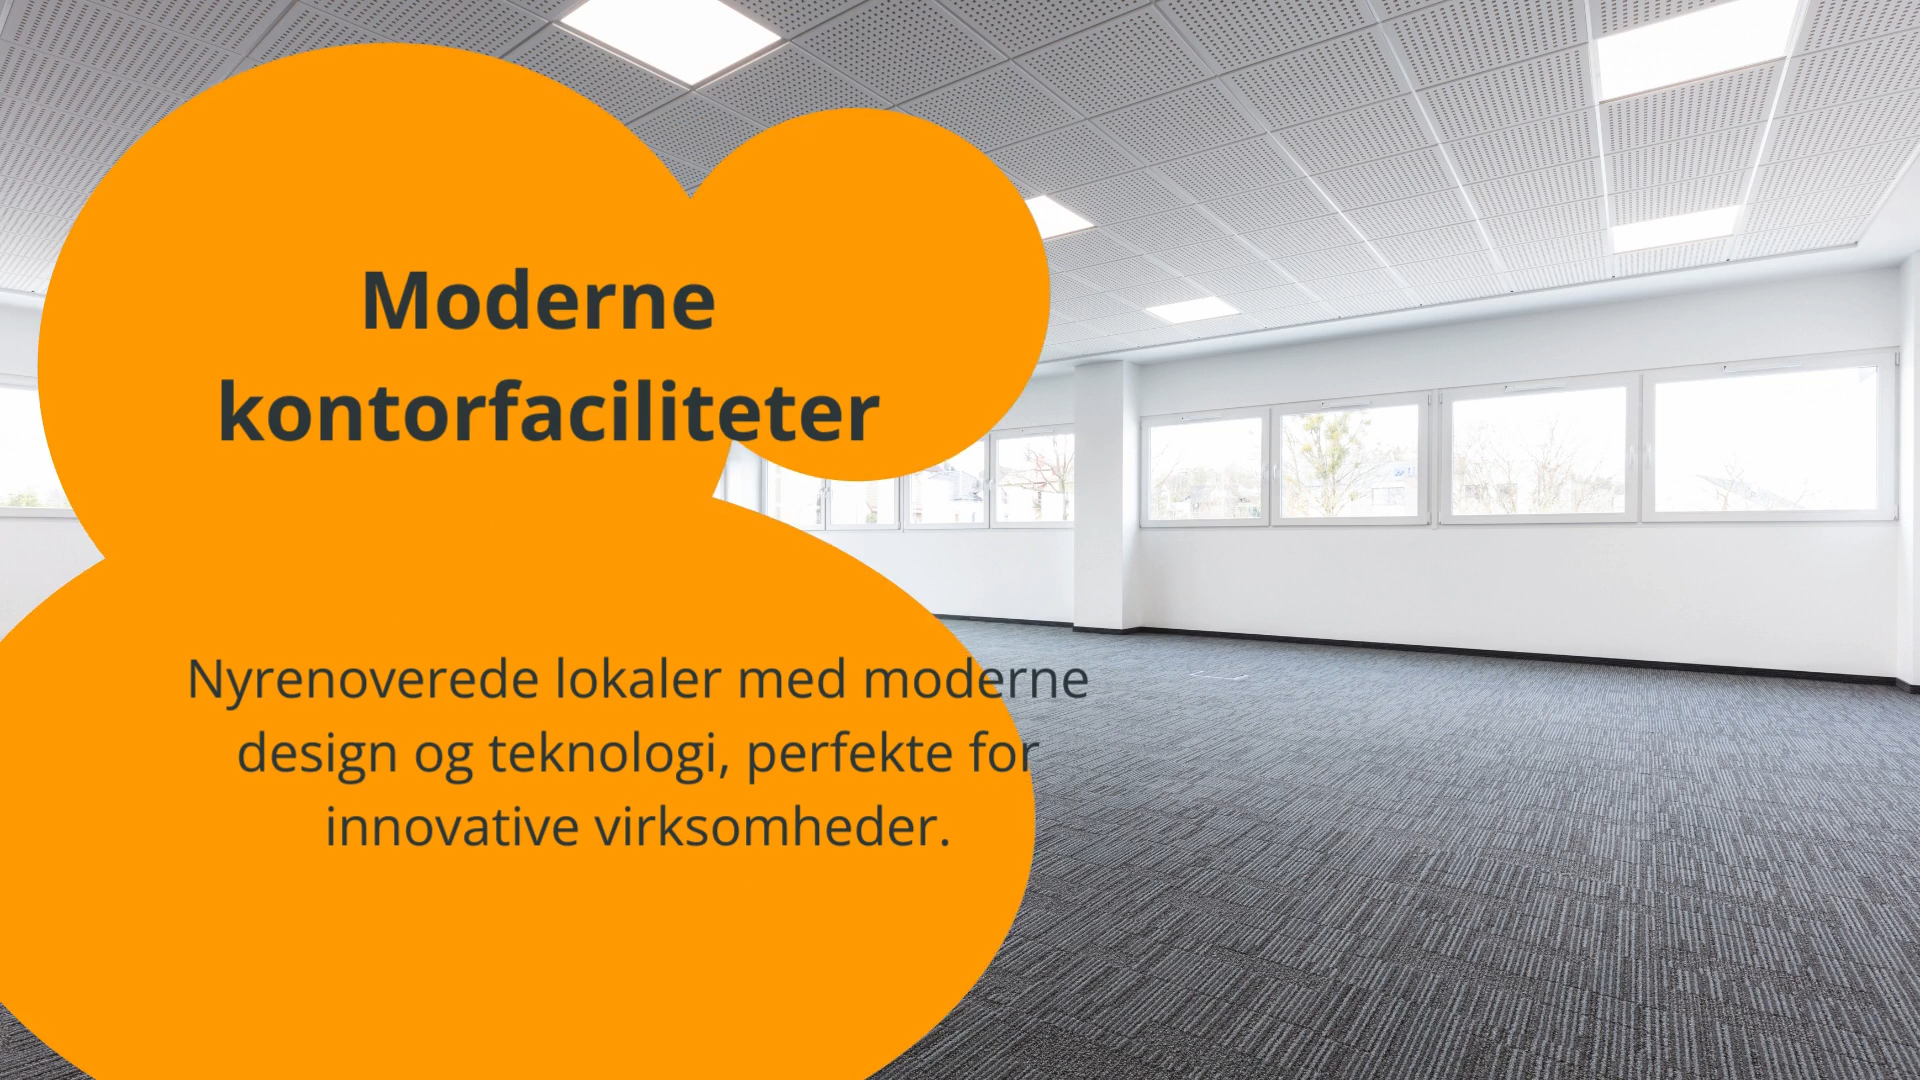 Moderne
kontorfaciliteter
Nyrenoverede lokaler med moderne
design og teknologi, perfekte for
innovative virksomheder.